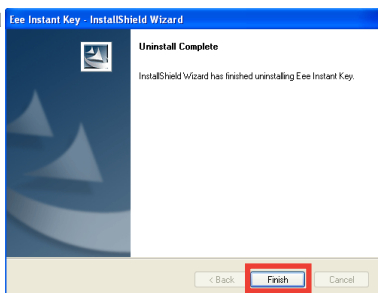 Eee Instant Key - InstallShield Wizard
Uninstall Complete
InstallShield Wizard has finished uninstalling Eee Instant Key.
< Back
Finish
Cancel